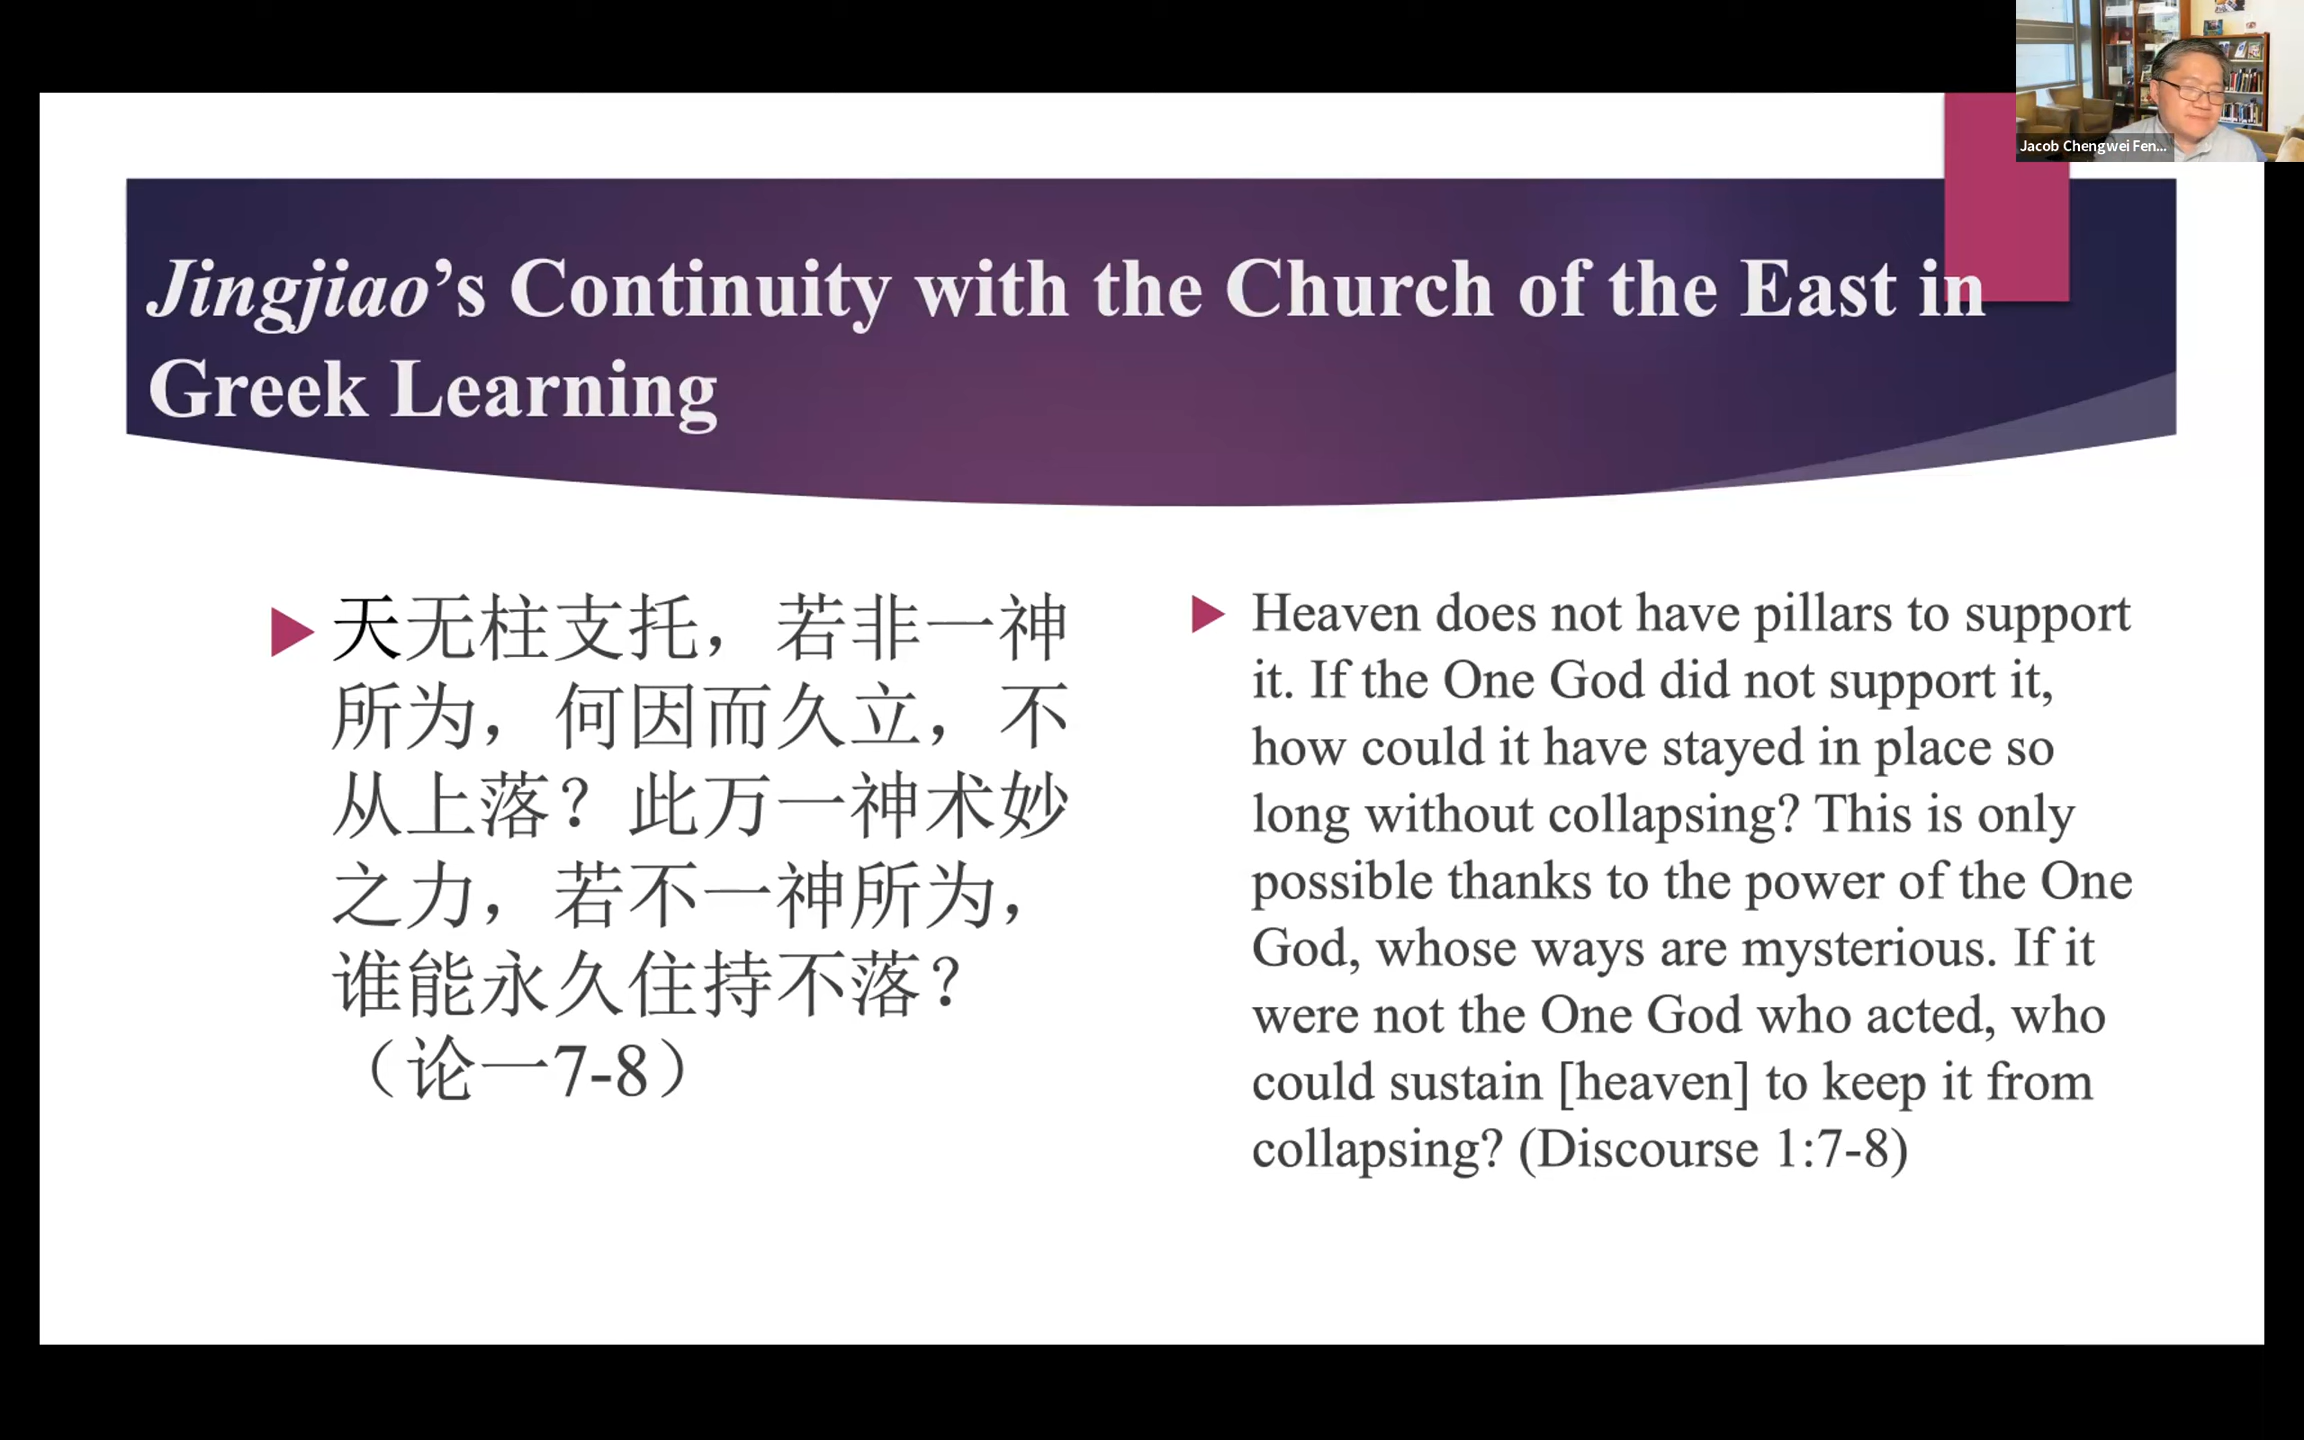 Jacob Chengwei Fen...
Jingjiao’s Continuity with the Church of the East in
Greek Learning
天无柱支托，若非一神
所为，何因而久立，不
从上落？此万一神术妙
之力，若不一神所为，
谁能永久住持不落？
（论一7-8）
Heaven does not have pillars to support
it. If the One God did not support it,
how could it have stayed in place so
long without collapsing? This is only
possible thanks to the power of the One
God, whose ways are mysterious. If it
were not the One God who acted, who
could sustain [heaven] to keep it from
collapsing? (Discourse 1:7-8)